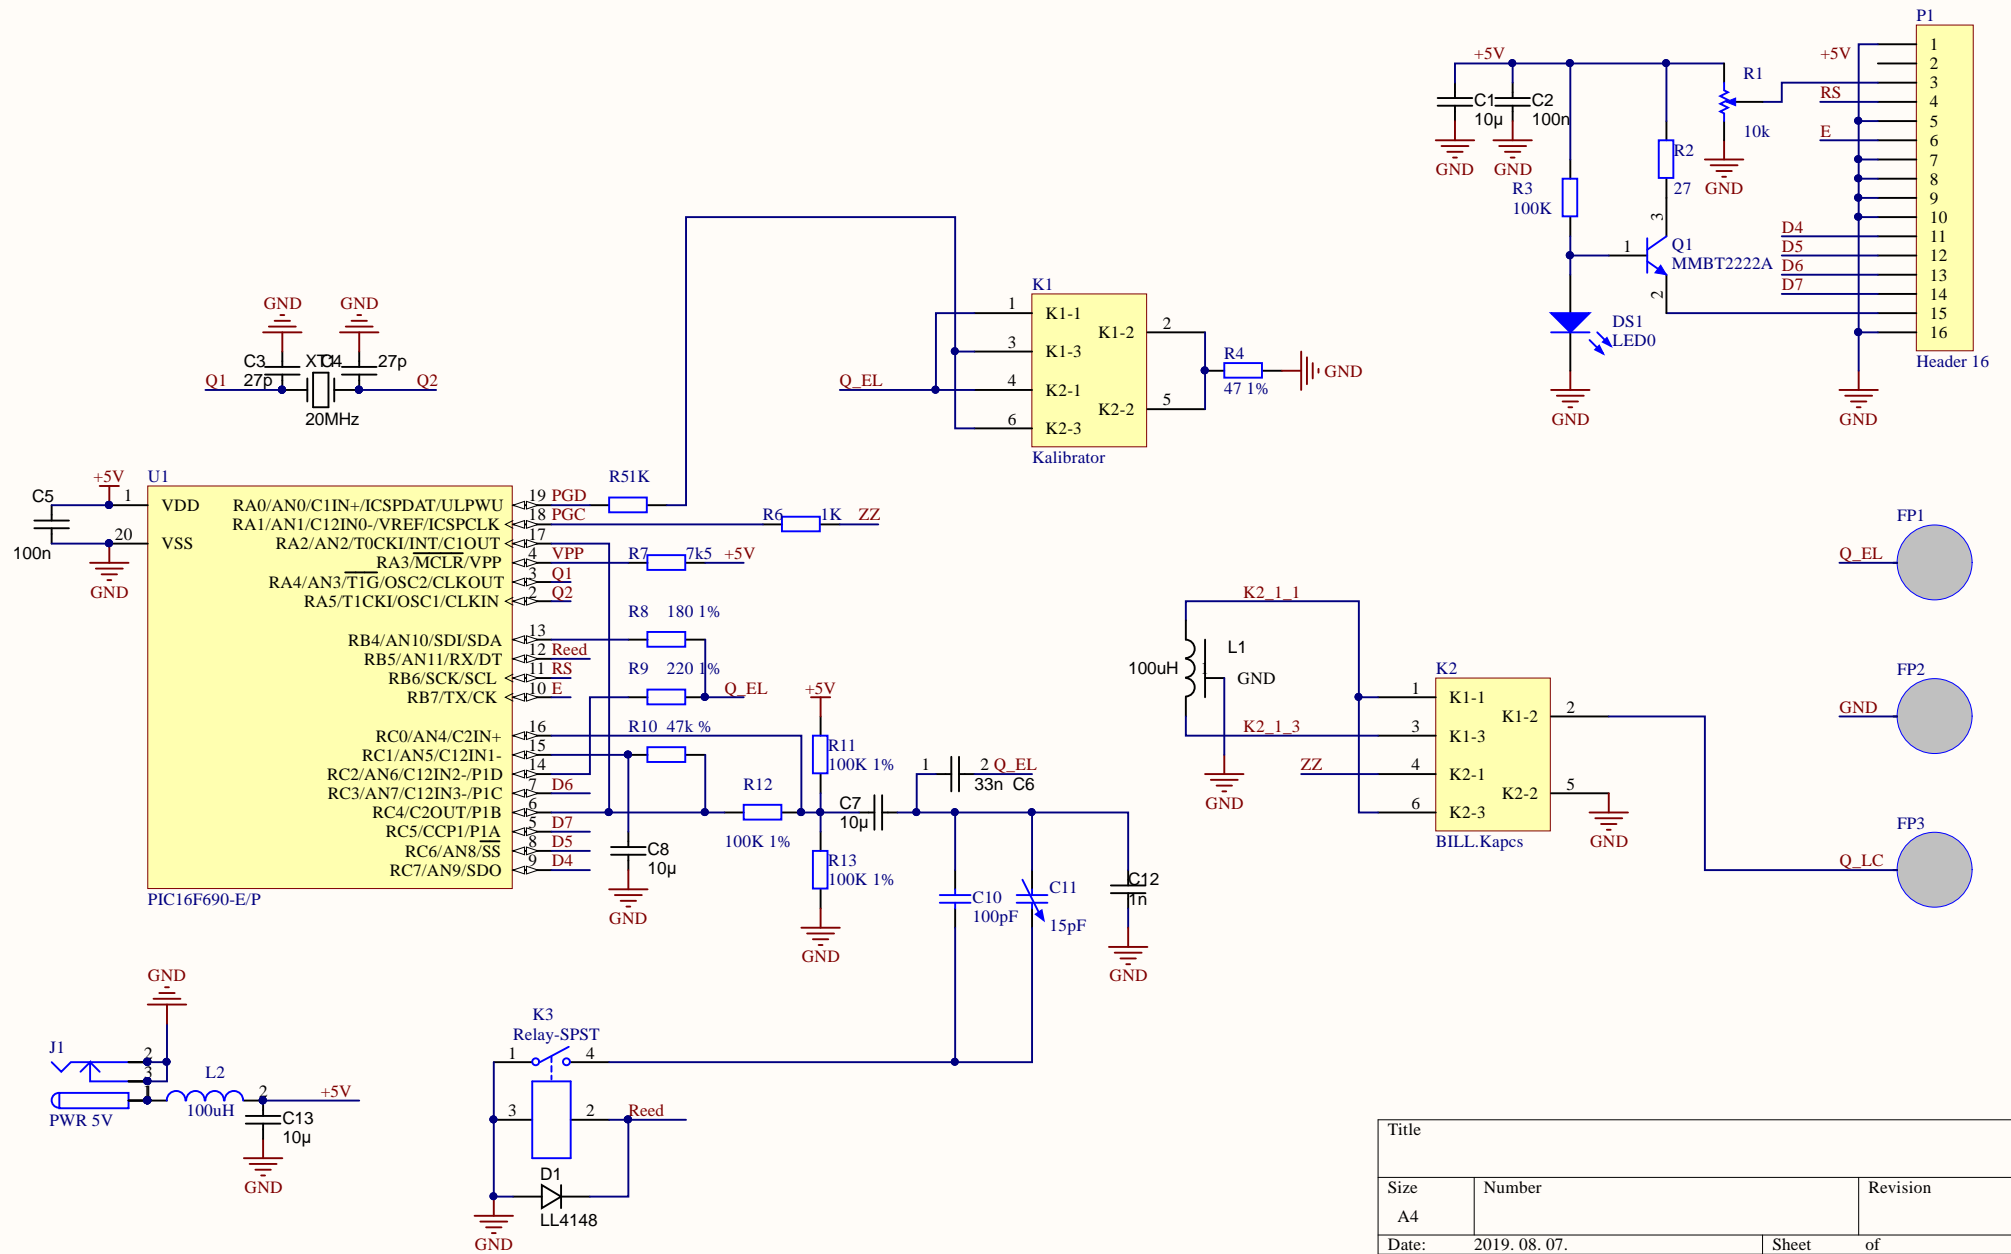 P1
+5V
+5V
1
2
3
4
5
6
7
8
9
10
11
12
13
14
15
16
Header 16
R1
10k
RS
E
C1
10µ
C2
100n
GND
GND
GND
R2
27
R3
100K
3
1
2
Q1
MMBT2222A
D4
D5
D6
D7
DS1
LED0
GND
GND
GND
GND
C3
27p
XT1
C4
27p
Q1
Q2
20MHz
K1
1
3
4
6
K1-1
K1-3
K2-1
K2-3
K1-2
K2-2
2
5
Q_EL
R4
47 1%
GND
Kalibrator
U1
+5V
C5
100n
GND
1
20
VDD
VSS
RA0/AN0/C1IN+/ICSPDAT/ULPWU
RA1/AN1/C12IN0-/VREF/ICSPCLK
RA2/AN2/T0CKI/INT/C1OUT
RA3/MCLR/VPP
RA4/AN3/T1G/OSC2/CLKOUT
RA5/T1CKI/OSC1/CLKIN
RB4/AN10/SDI/SDA
RB5/AN11/RX/DT
RB6/SCK/SCL
RB7/TX/CK
RC0/AN4/C2IN+
RC1/AN5/C12IN1-
RC2/AN6/C12IN2-/P1D
RC3/AN7/C12IN3-/P1C
RC4/C2OUT/P1B
RC5/CCP1/P1A
RC6/AN8/SS
RC7/AN9/SDO
PIC16F690-E/P
19 PGD
18 PGC
17
4 VPP
3 Q1
2 Q2
13
12 Reed
11 RS
10 E
16
15
14
7 D6
6
5 D7
8 D5
9 D4
R51K
R6 1K ZZ
R7 7k5 +5V
R8 180 1%
R9 220 1%
Q_EL
R10 47k %
+5V
R11
100K 1%
R12
100K 1%
R13
100K 1%
GND
C7
10µ
C8
10µ
GND
1
2 Q_EL
33n C6
C10
100pF
C11
15pF
C12
1n
GND
K2_1_1
L1
100uH
GND
K2_1_3
GND
ZZ
K2
1
3
4
6
K1-1
K1-3
K2-1
K2-3
K1-2
K2-2
2
5
GND
BILL.Kapcs
FP1
Q_EL
FP2
GND
FP3
Q_LC
GND
J1
2
3
1
PWR 5V
L2
100uH
2
+5V
C13
10µ
GND
K3
Relay-SPST
1
4
3
2
Reed
D1
LL4148
GND
Title
Size
Number
Revision
A4
Date: 2019. 08. 07. Sheet of